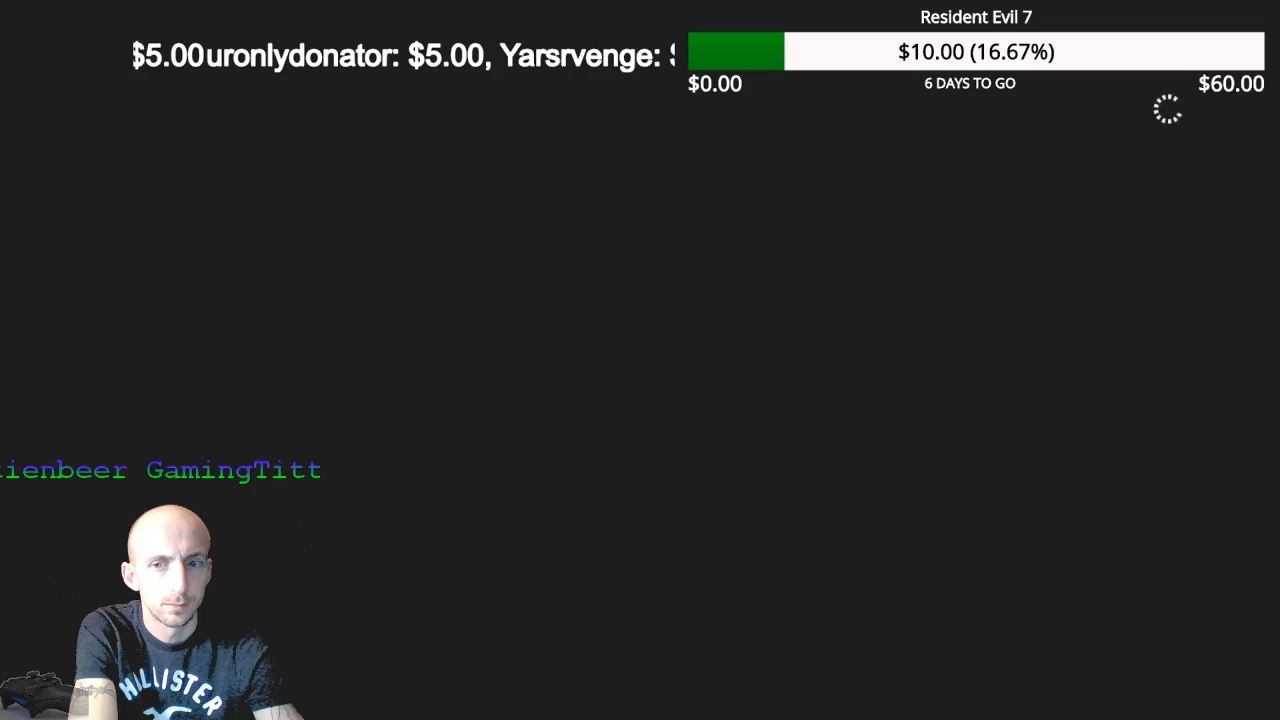 Resident Evil 7
$5.00uronlydonator: $5.00, Yarsrvenge:
$10.00 (16.67%)
$0.00
6 DAYS TO GO
$60.00
ienbeer GamingTitt
HOLLISTER